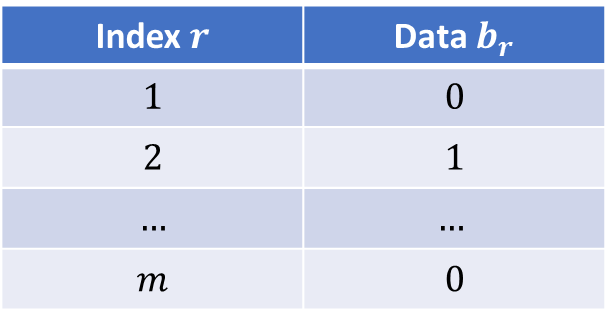 Index r Data b_r
1 0
2 1
... ...
m 0